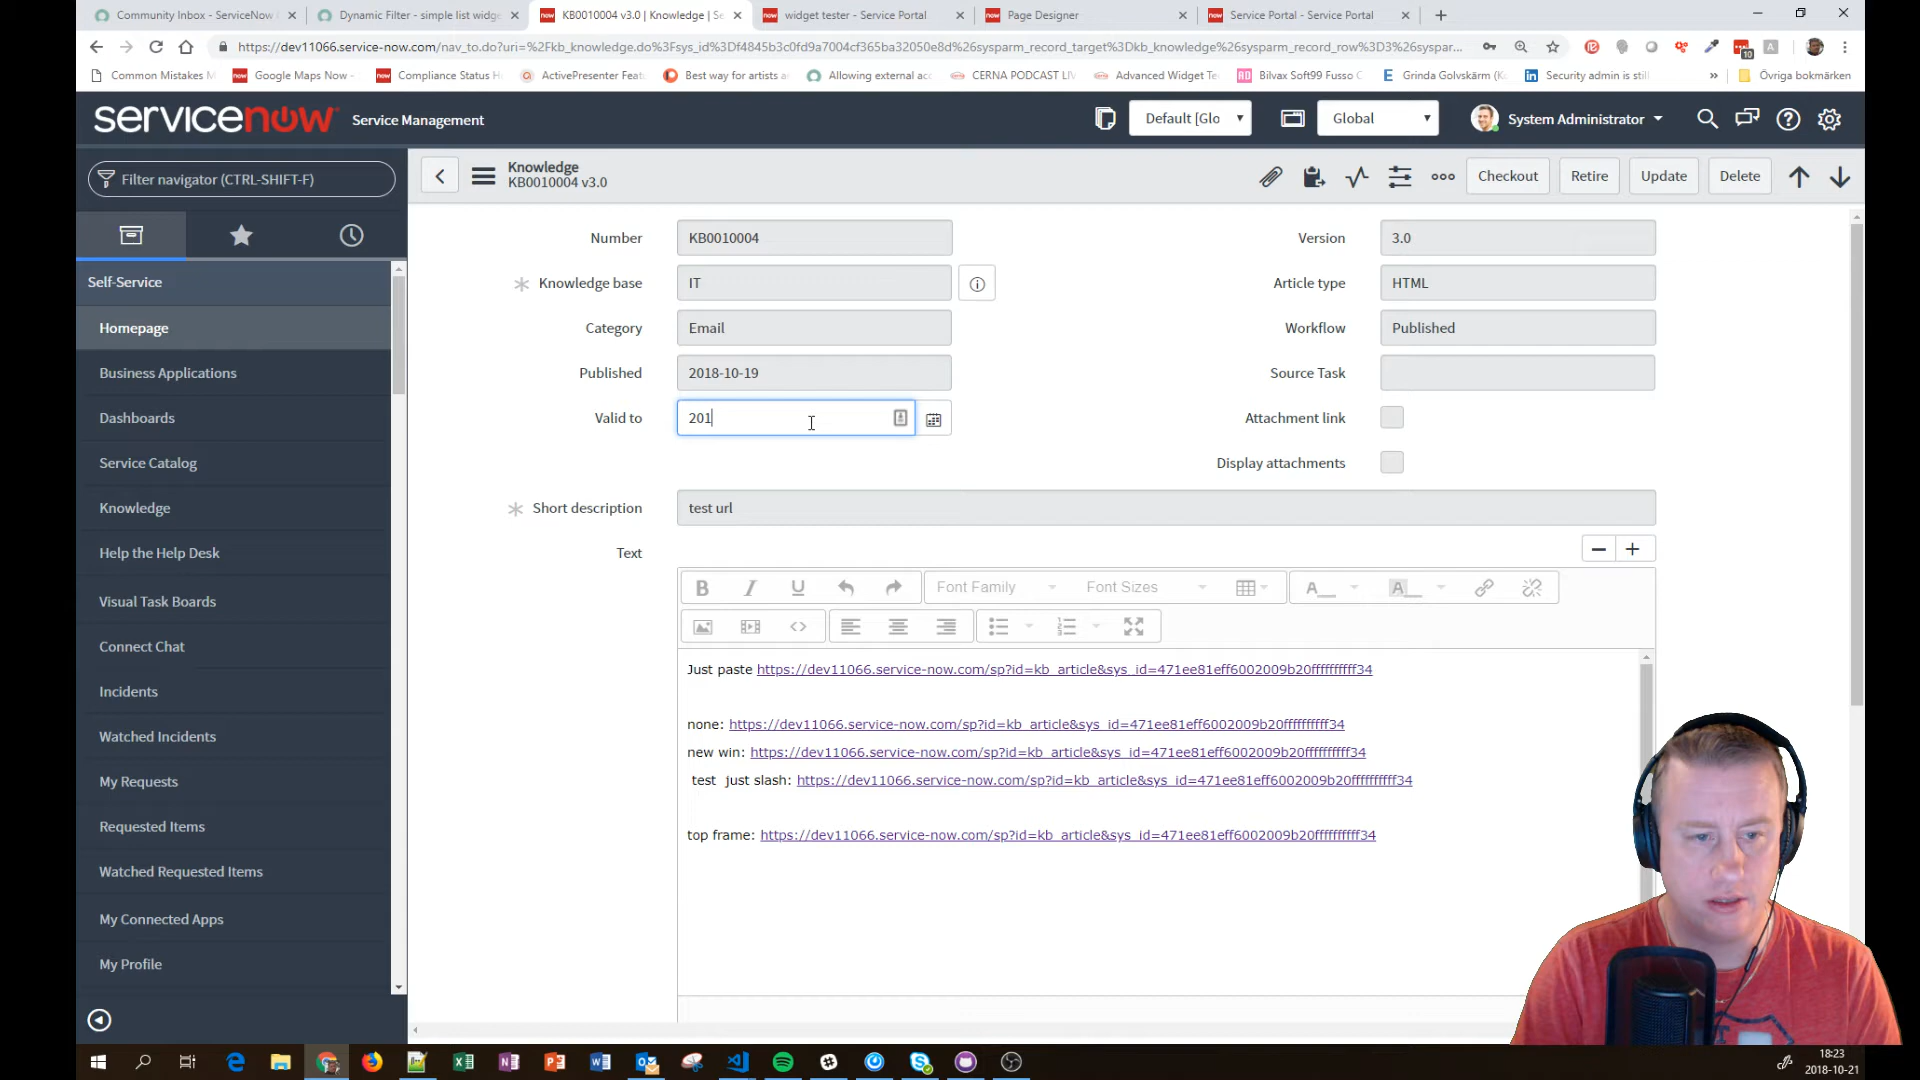 Community Inbox - ServiceNow
Dynamic Filter - simple list widg
KB0010004 v3.0 | Knowledge | Se
widget tester - Service Portal
Page Designer
Service Portal - Service Portal
https://dev11066.service-now.com/nav_to.do?uri=%2Fkb_knowledge.do%3Fsys_id%3Df4845b3c0fd9a7004cf365ba32050e8d%26sysparm_record_target%3Dkb_knowledge%26sysparm_record_row%3D3%26syspar...
Common Mistakes
Google Maps Now -
Compliance Status H
ActivePresenter Feat
Best way for artists
Allowing external acc
CERNA PODCAST LIV
Advanced Widget Te
Bilvax Soft99 Fusso C
Grinda Golvskärm (K
Security admin is still
» Övriga bokmärken
servicenow Service Management
Default [Glo
Global
System Administrator
Filter navigator (CTRL-SHIFT-F)
Knowledge
KB0010004 v3.0
Checkout
Retire
Update
Delete
Self-Service
Homepage
Business Applications
Dashboards
Service Catalog
Knowledge
Help the Help Desk
Visual Task Boards
Connect Chat
Incidents
Watched Incidents
My Requests
Requested Items
Watched Requested Items
My Connected Apps
My Profile
Number KB0010004
Version 3.0
Knowledge base IT
Article type HTML
Category Email
Workflow Published
Published 2018-10-19
Source Task
Valid to 201
Attachment link
Display attachments
Short description test url
Text
Font Family
Font Sizes
Just paste https://dev11066.service-now.com/sp?id=kb_article&sys_id=471ee81eff6002009b20ffffffffff34
none: https://dev11066.service-now.com/sp?id=kb_article&sys_id=471ee81eff6002009b20ffffffffff34
new win: https://dev11066.service-now.com/sp?id=kb_article&sys_id=471ee81eff6002009b20ffffffffff34
test just slash: https://dev11066.service-now.com/sp?id=kb_article&sys_id=471ee81eff6002009b20ffffffffff34
top frame: https://dev11066.service-now.com/sp?id=kb_article&sys_id=471ee81eff6002009b20ffffffffff34
18:23
2018-10-21